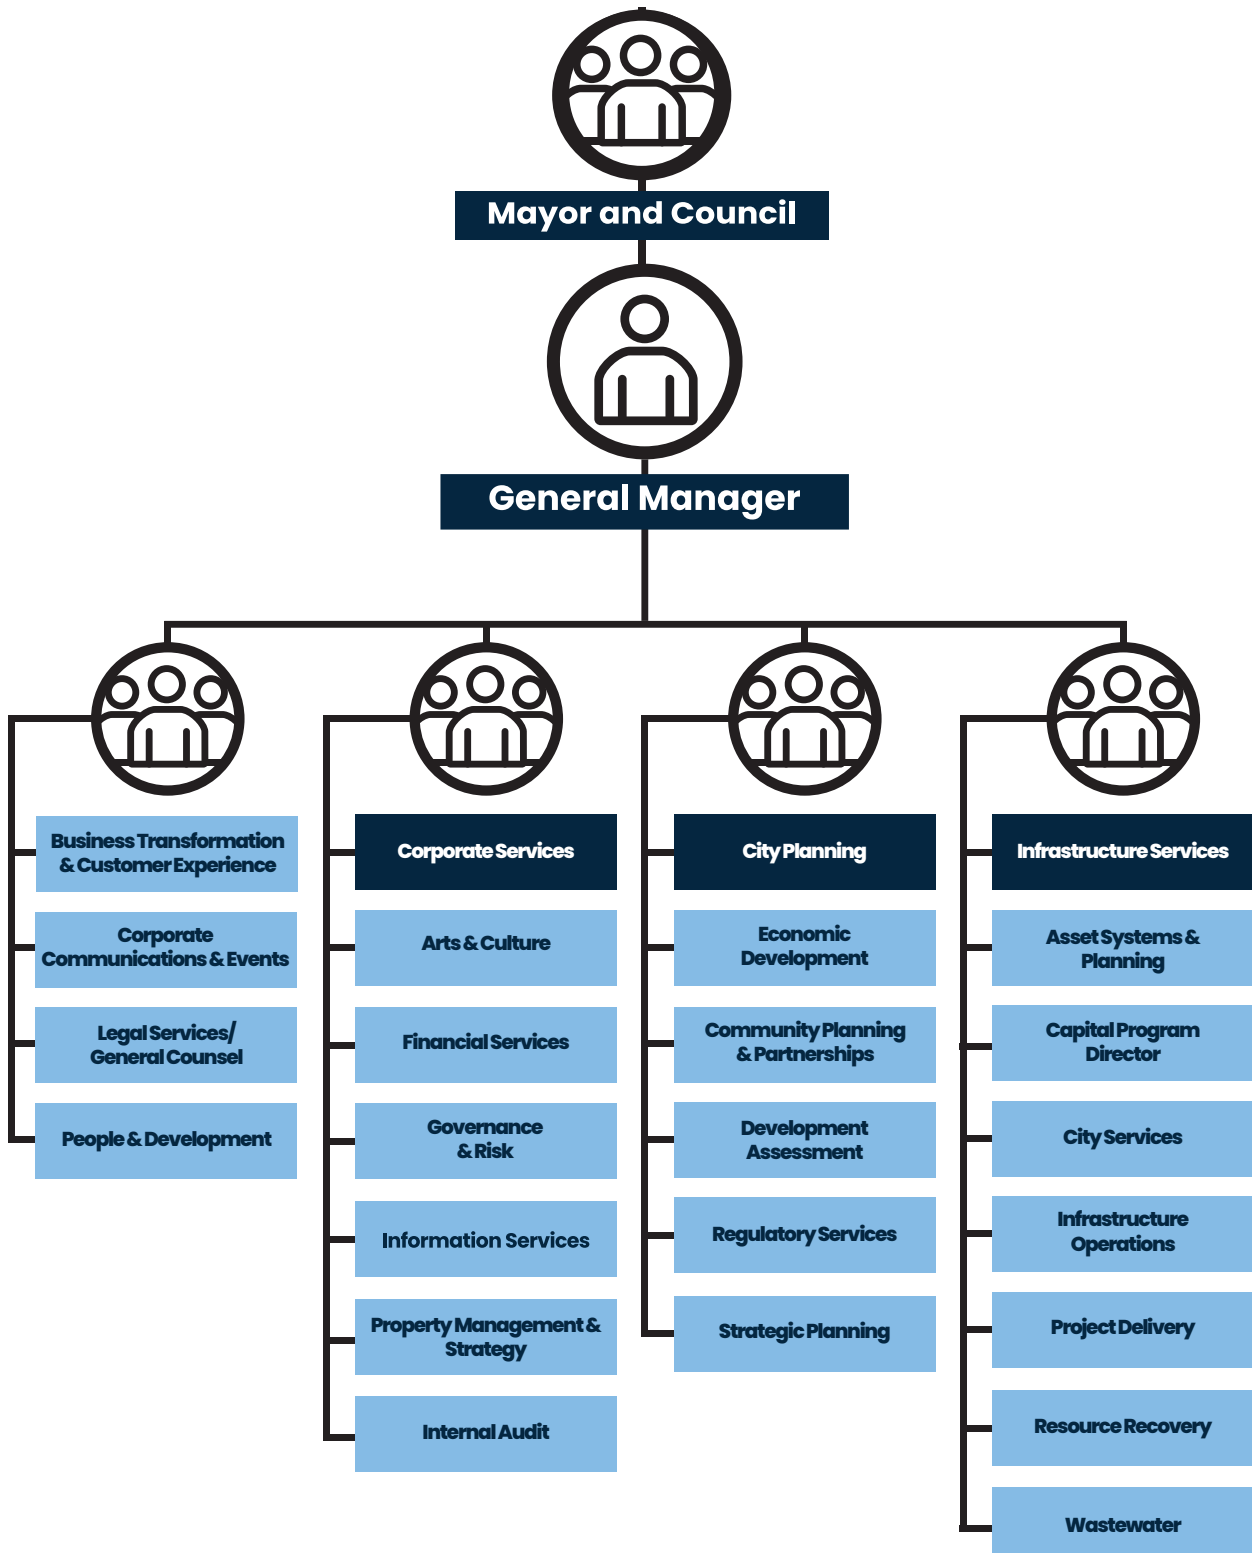 Mayor and Council
General Manager
Business Transformation
& Customer Experience
Corporate
Communications & Events
Legal Services/
General Counsel
People & Development
Corporate Services
Arts & Culture
Financial Services
Governance
& Risk
Information Services
Property Management &
Strategy
Internal Audit
City Planning
Economic
Development
Community Planning
& Partnerships
Development
Assessment
Regulatory Services
Strategic Planning
Infrastructure Services
Asset Systems &
Planning
Capital Program
Director
City Services
Infrastructure
Operations
Project Delivery
Resource Recovery
Wastewater